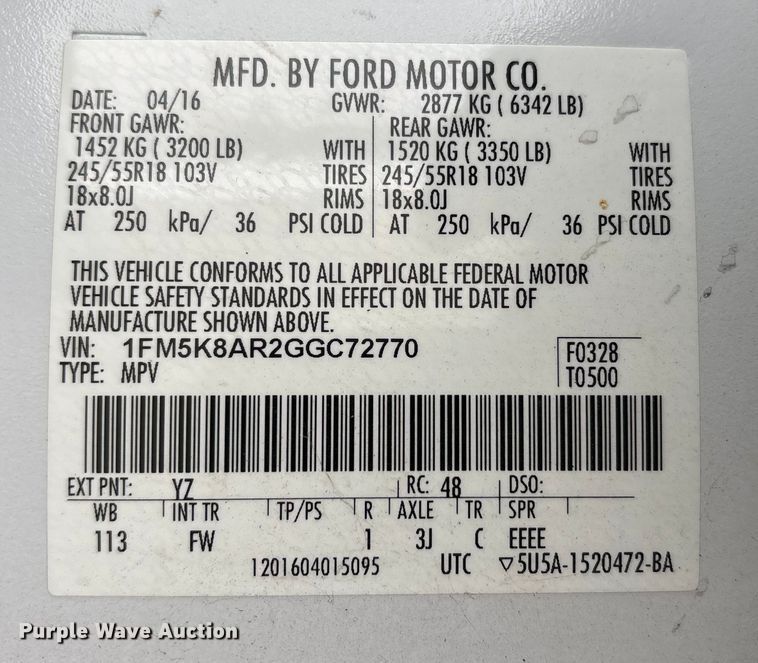 MFD. BY FORD MOTOR CO.
DATE: 04/16 GVWR: 2877 KG ( 6342 LB)
FRONT GAWR: REAR GAWR:
1452 KG ( 3200 LB) WITH 1520 KG ( 3350 LB) WITH
245/55R18 103V TIRES 245/55R18 103V TIRES
18x8.0J RIMS 18x8.0J RIMS
AT 250 kPa/ 36 PSI COLD AT 250 kPa/ 36 PSI COLD
THIS VEHICLE CONFORMS TO ALL APPLICABLE FEDERAL MOTOR
VEHICLE SAFETY STANDARDS IN EFFECT ON THE DATE OF
MANUFACTURE SHOWN ABOVE.
VIN: 1FM5K8AR2GGC72770 F0328
TYPE: MPV T0500
EXT PNT: YZ RC: 48 DSO:
WB INT TR TP/PS R AXLE TR SPR
113 FW 1 3J C EEEE
1201604015095 UTC ▽5U5A-1520472-BA
Purple Wave Auction